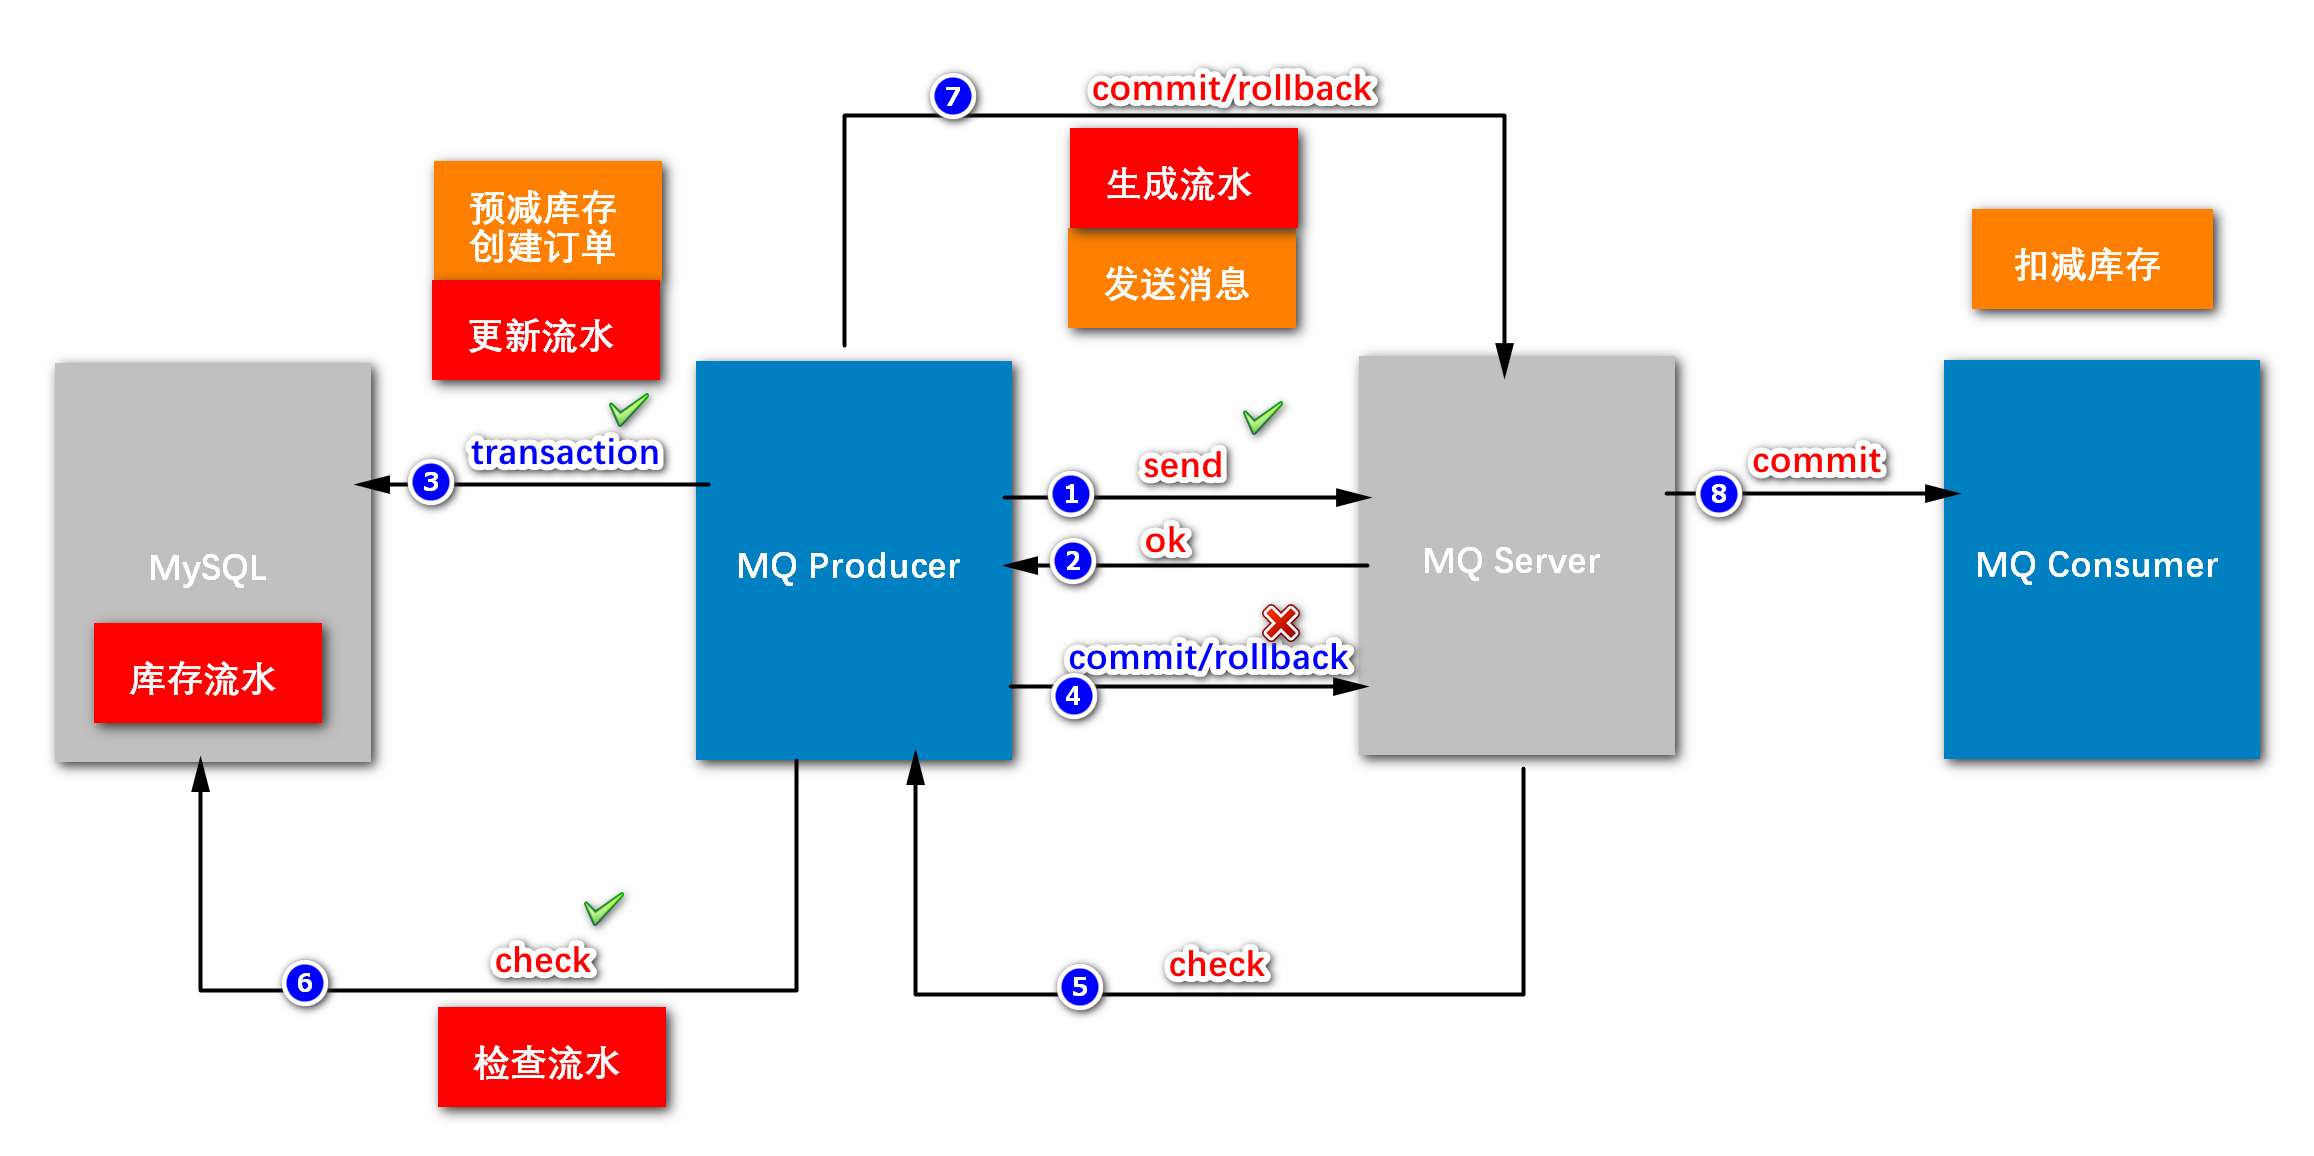 7
commit/rollback
生成流水
发送消息
预减库存
创建订单
更新流水
扣减库存
transaction
3
send
1
ok
2
commit/rollback
4
commit
8
MySQL
库存流水
MQ Producer
MQ Server
MQ Consumer
check
6
检查流水
check
5